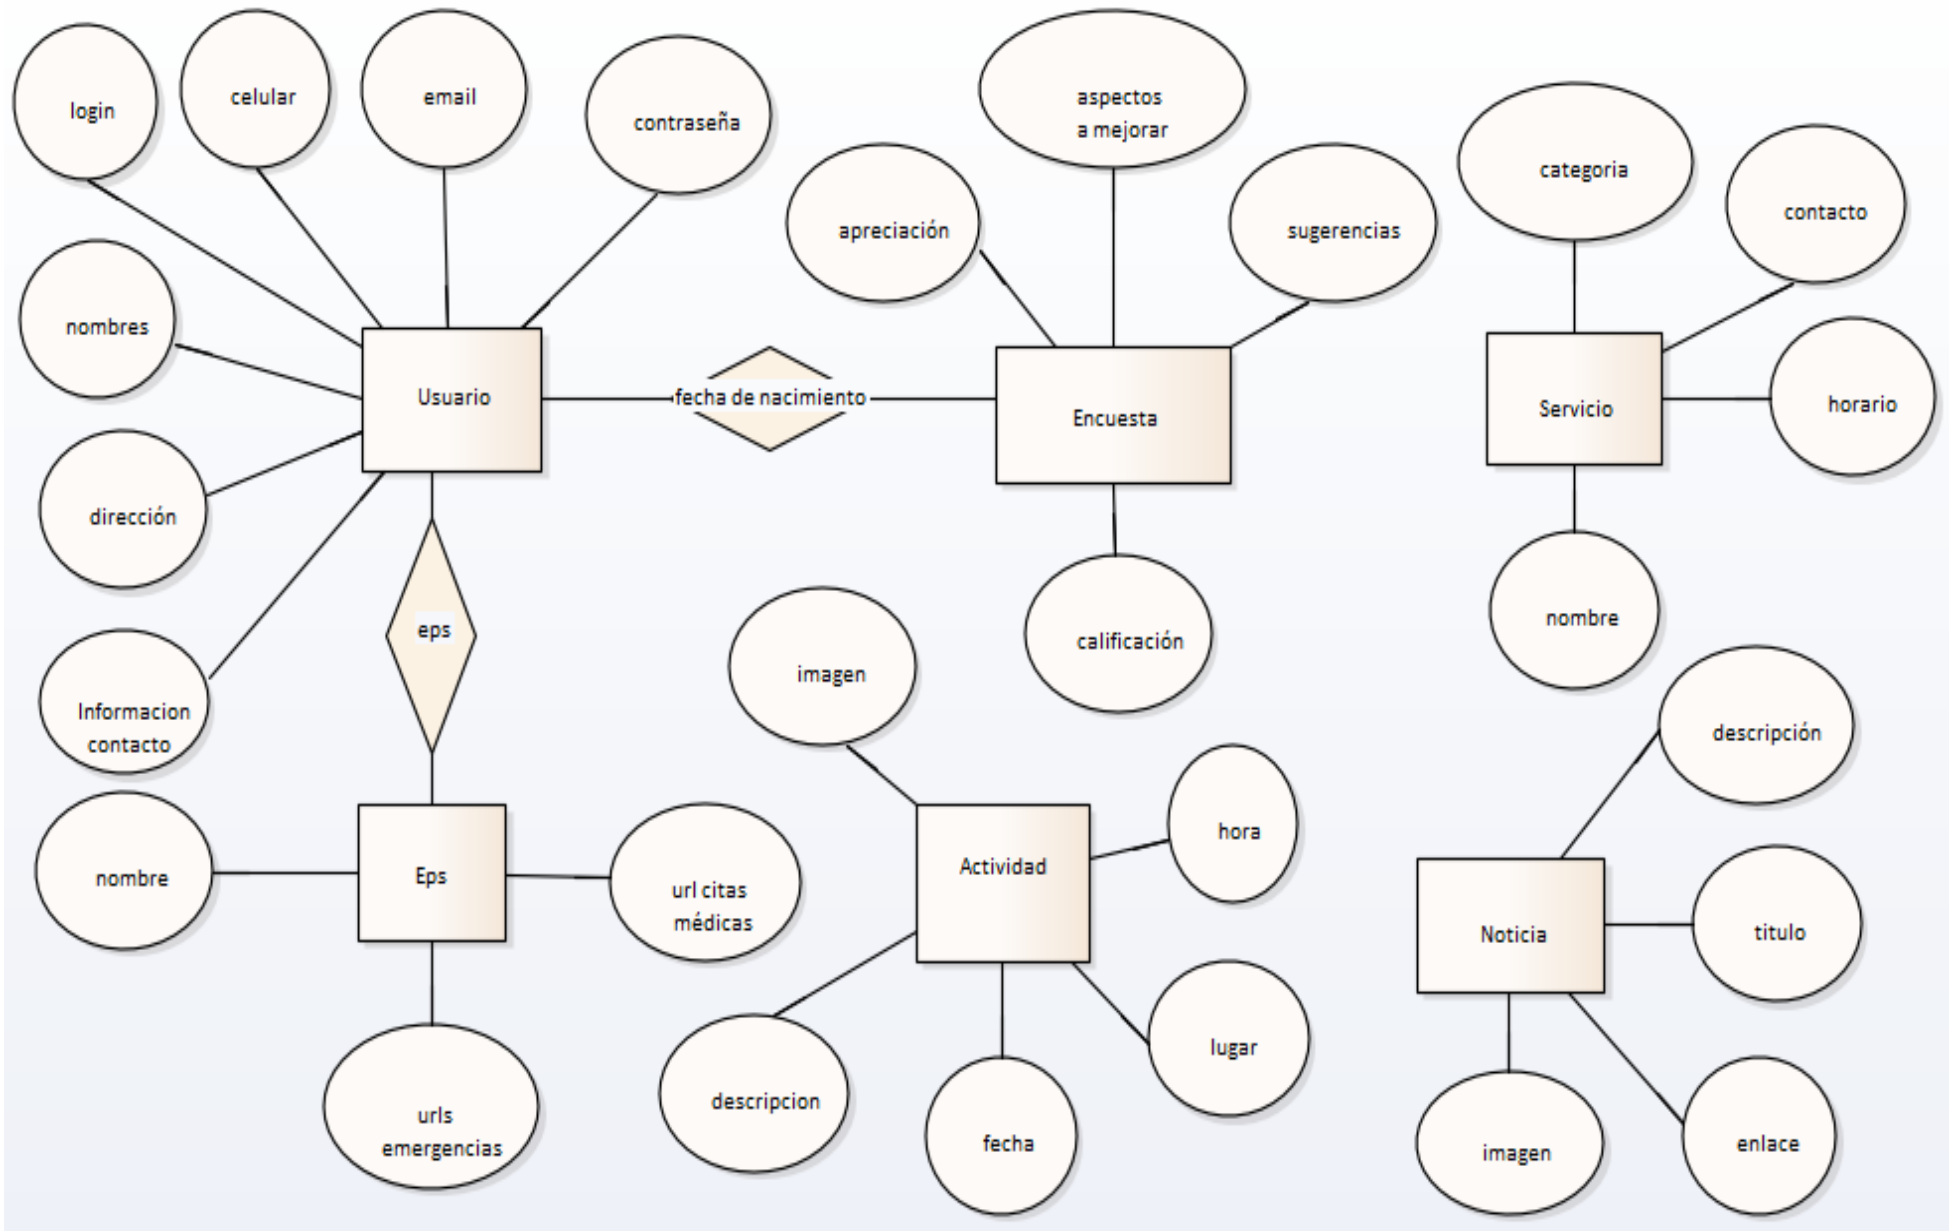 login
celular
email
contraseña
aspectos
a mejorar
categoria
contacto
apreciación
sugerencias
nombres
Usuario
fecha de nacimiento
Encuesta
Servicio
horario
dirección
eps
calificación
nombre
imagen
Informacion
contacto
descripción
nombre
Eps
url citas
médicas
Actividad
hora
Noticia
titulo
urls
emergencias
descripcion
fecha
lugar
imagen
enlace